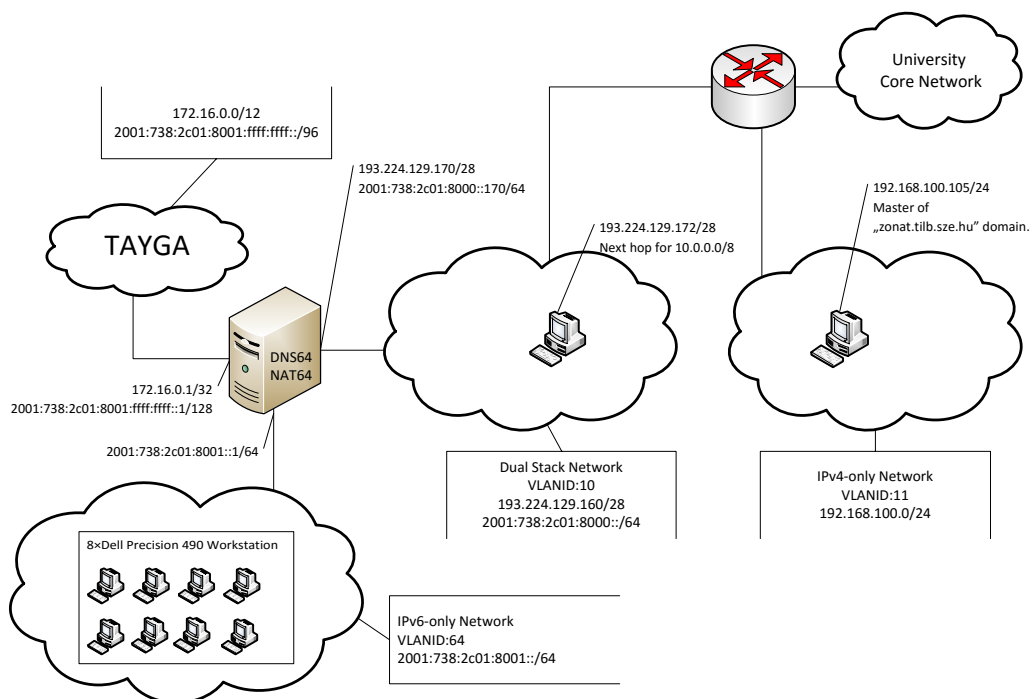 University
Core Network
172.16.0.0/12
2001:738:2c01:8001:ffff:ffff::/96
193.224.129.170/28
2001:738:2c01:8000::170/64
192.168.100.105/24
Master of
„zonat.tilb.sze.hu” domain.
193.224.129.172/28
Next hop for 10.0.0.0/8
TAYGA
DNS64
NAT64
172.16.0.1/32
2001:738:2c01:8001:ffff:ffff::1/128
2001:738:2c01:8001::1/64
Dual Stack Network
VLANID:10
193.224.129.160/28
2001:738:2c01:8000::/64
IPv4-only Network
VLANID:11
192.168.100.0/24
8×Dell Precision 490 Workstation
IPv6-only Network
VLANID:64
2001:738:2c01:8001::/64